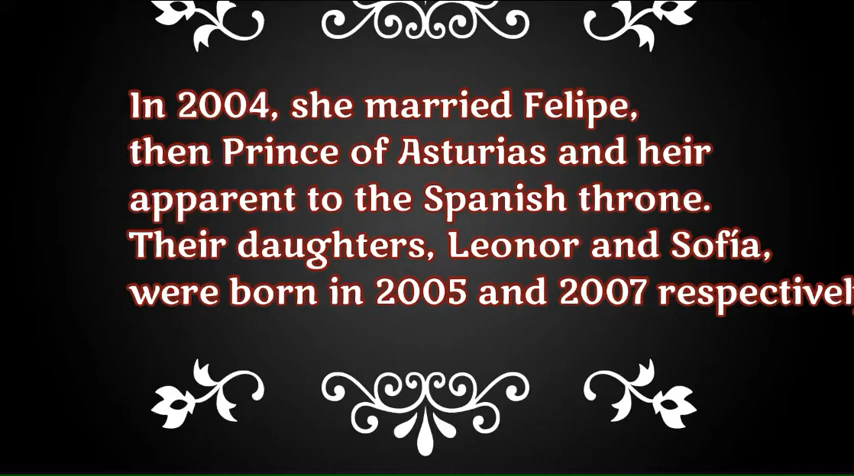 In 2004, she married Felipe,
then Prince of Asturias and heir
apparent to the Spanish throne.
Their daughters, Leonor and Sofía,
were born in 2005 and 2007 respectively